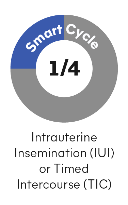 Smart Cycle
1/4
Intrauterine
Insemination (IUI)
or Timed
Intercourse (TIC)